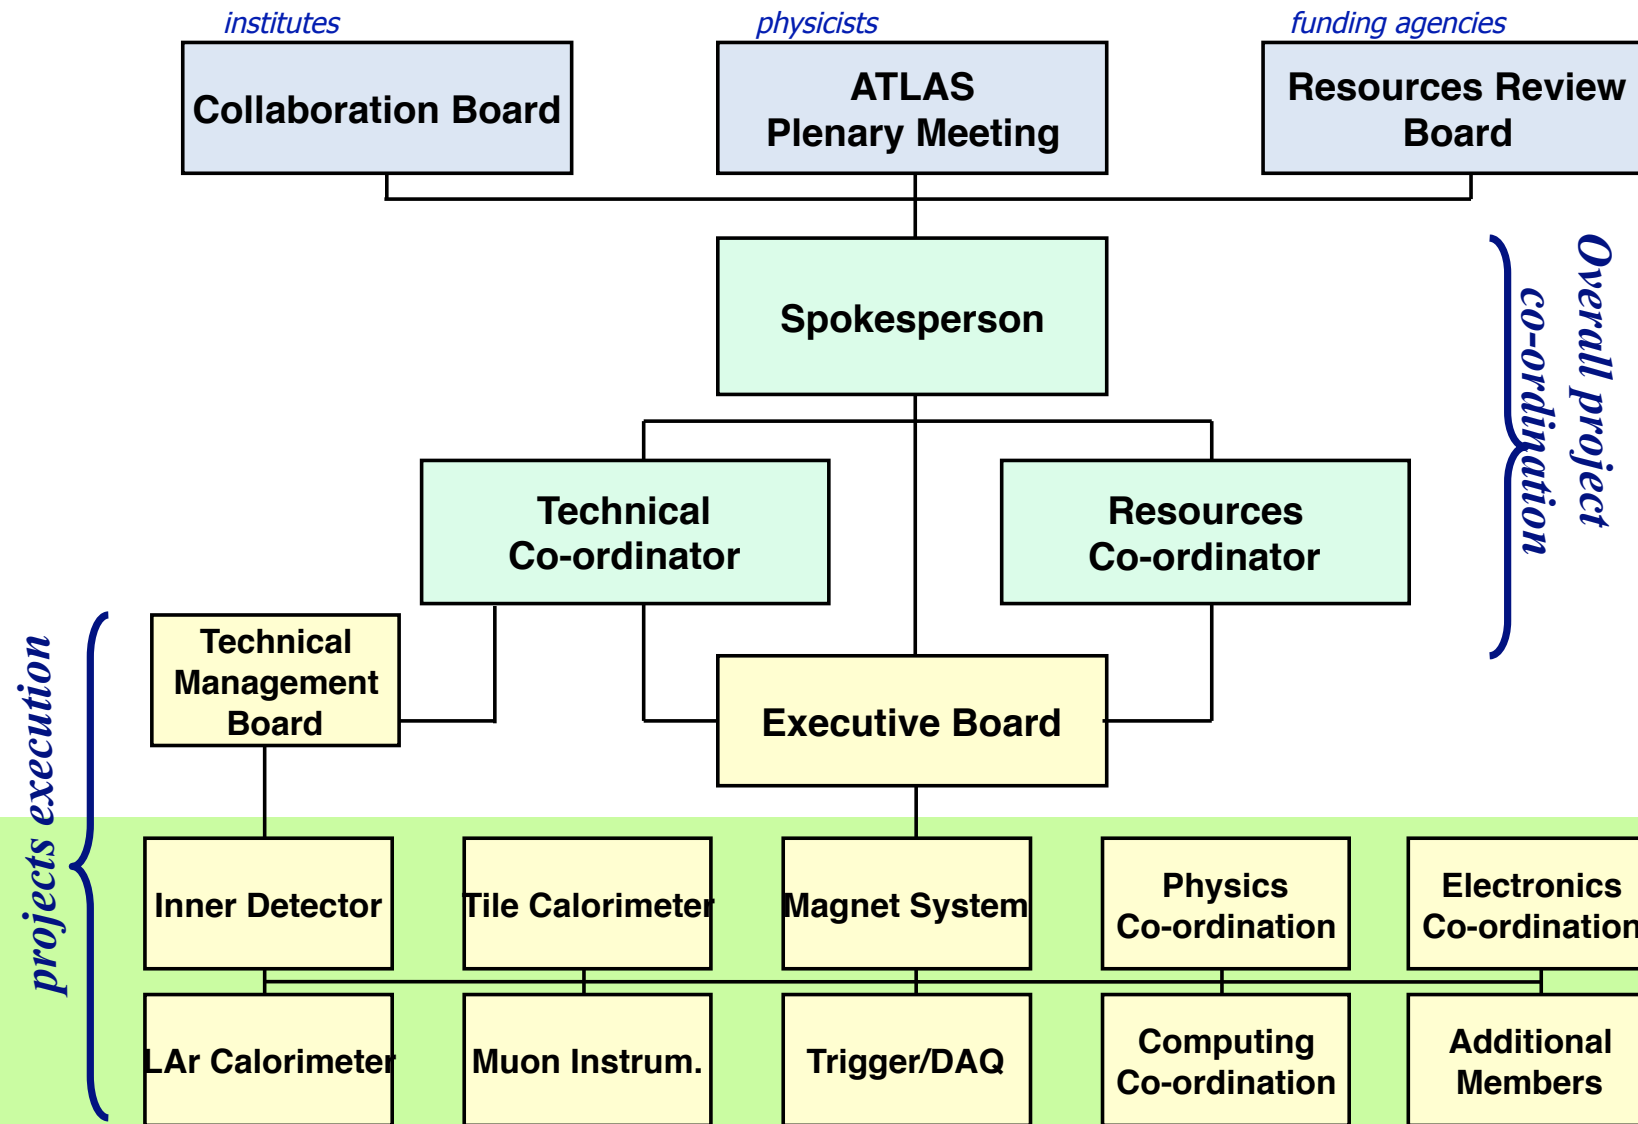 institutes
physicists
funding agencies
Collaboration Board
ATLAS
Plenary Meeting
Resources Review
Board
Spokesperson
Overall project
co-ordination
Technical
Co-ordinator
Resources
Co-ordinator
Technical
Management
Board
Executive Board
projects execution
Inner Detector
Tile Calorimeter
Magnet System
Physics
Co-ordination
Electronics
Co-ordination
LAr Calorimeter
Muon Instrum.
Trigger/DAQ
Computing
Co-ordination
Additional
Members